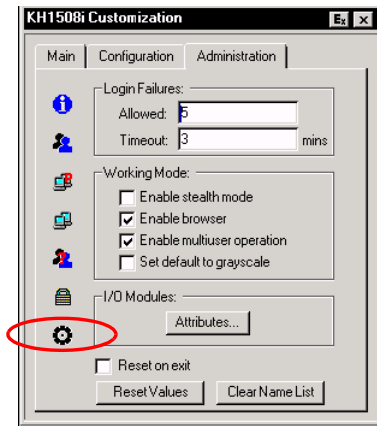 KH1508i Customization
Main Configuration Administration
Login Failures:
Allowed: 5
Timeout: 3 mins
Working Mode:
Enable stealth mode
Enable browser
Enable multiuser operation
Set default to grayscale
I/O Modules:
Attributes...
Reset on exit
Reset Values Clear Name List